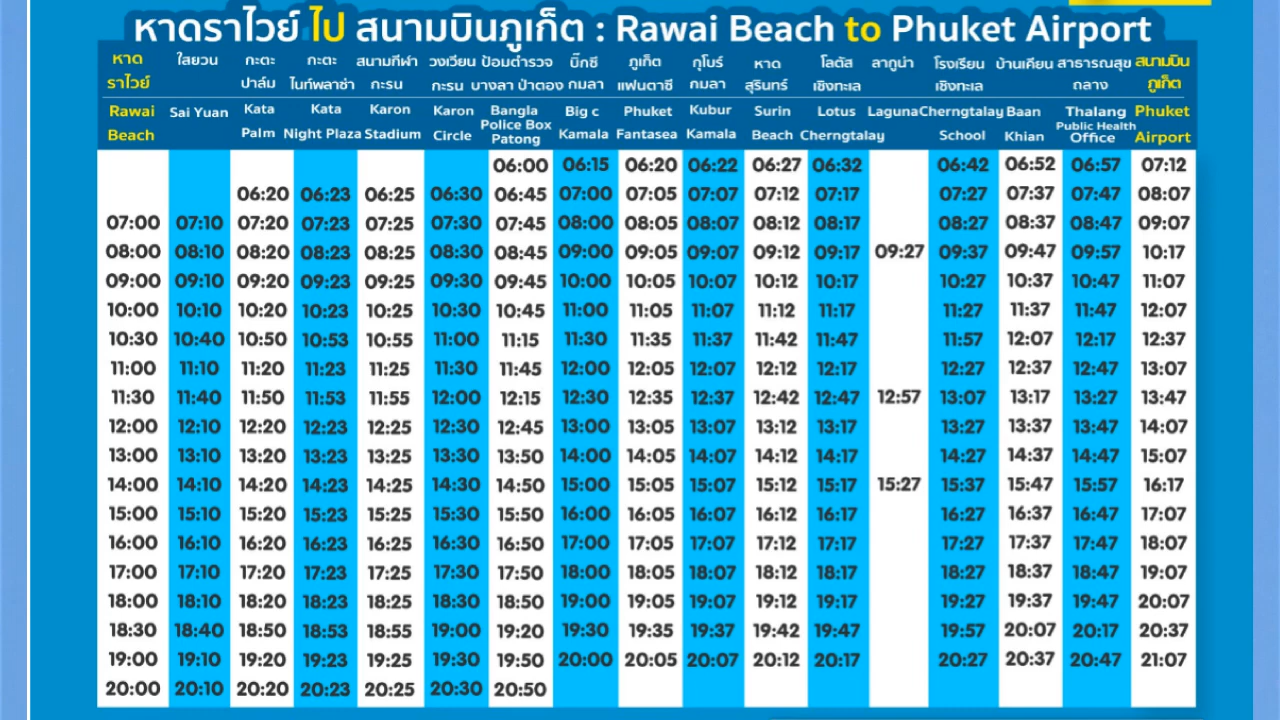 หาดราไวย์ ไป สนามบินภูเก็ต : Rawai Beach to Phuket Airport
หาด ใสยวน กะตะ กะตะ สนามกีฬา วงเวียน ป้อมตำรวจ บิ๊กซี ภูเก็ต กุโบร์ หาด โลตัส ลากูน่า โรงเรียน บ้านเคียน สาธารณสุข สนามบิน
ราไวย์ ปาล์ม ไนท์พลาซ่า กะรน กะรน บางลา ป่าตอง กมลา แฟนตาซี กมลา สุรินทร์ เชิงทะเล เชิงทะเล ถลาง ภูเก็ต
Rawai Sai Yuan Kata Kata Karon Karon Bangla Big c Phuket Kubur Surin Lotus Laguna Cherngtalay Baan Thalang Phuket
Police Box Public Health
Beach Palm Night Plaza Stadium Circle Patong Kamala Fantasea Kamala Beach Cherngtalay School Khian Office Airport
06:00 06:15 06:20 06:22 06:27 06:32 06:42 06:52 06:57 07:12
06:20 06:23 06:25 06:30 06:45 07:00 07:05 07:07 07:12 07:17 07:27 07:37 07:47 08:07
07:00 07:10 07:20 07:23 07:25 07:30 07:45 08:00 08:05 08:07 08:12 08:17 08:27 08:37 08:47 09:07
08:00 08:10 08:20 08:23 08:25 08:30 08:45 09:00 09:05 09:07 09:12 09:17 09:27 09:37 09:47 09:57 10:17
09:00 09:10 09:20 09:23 09:25 09:30 09:45 10:00 10:05 10:07 10:12 10:17 10:27 10:37 10:47 11:07
10:00 10:10 10:20 10:23 10:25 10:30 10:45 11:00 11:05 11:07 11:12 11:17 11:27 11:37 11:47 12:07
10:30 10:40 10:50 10:53 10:55 11:00 11:15 11:30 11:35 11:37 11:42 11:47 11:57 12:07 12:17 12:37
11:00 11:10 11:20 11:23 11:25 11:30 11:45 12:00 12:05 12:07 12:12 12:17 12:27 12:37 12:47 13:07
11:30 11:40 11:50 11:53 11:55 12:00 12:15 12:30 12:35 12:37 12:42 12:47 12:57 13:07 13:17 13:27 13:47
12:00 12:10 12:20 12:23 12:25 12:30 12:45 13:00 13:05 13:07 13:12 13:17 13:27 13:37 13:47 14:07
13:00 13:10 13:20 13:23 13:25 13:30 13:50 14:00 14:05 14:07 14:12 14:17 14:27 14:37 14:47 15:07
14:00 14:10 14:20 14:23 14:25 14:30 14:50 15:00 15:05 15:07 15:12 15:17 15:27 15:37 15:47 15:57 16:17
15:00 15:10 15:20 15:23 15:25 15:30 15:50 16:00 16:05 16:07 16:12 16:17 16:27 16:37 16:47 17:07
16:00 16:10 16:20 16:23 16:25 16:30 16:50 17:00 17:05 17:07 17:12 17:17 17:27 17:37 17:47 18:07
17:00 17:10 17:20 17:23 17:25 17:30 17:50 18:00 18:05 18:07 18:12 18:17 18:27 18:37 18:47 19:07
18:00 18:10 18:20 18:23 18:25 18:30 18:50 19:00 19:05 19:07 19:12 19:17 19:27 19:37 19:47 20:07
18:30 18:40 18:50 18:53 18:55 19:00 19:20 19:30 19:35 19:37 19:42 19:47 19:57 20:07 20:17 20:37
19:00 19:10 19:20 19:23 19:25 19:30 19:50 20:00 20:05 20:07 20:12 20:17 20:27 20:37 20:47 21:07
20:00 20:10 20:20 20:23 20:25 20:30 20:50